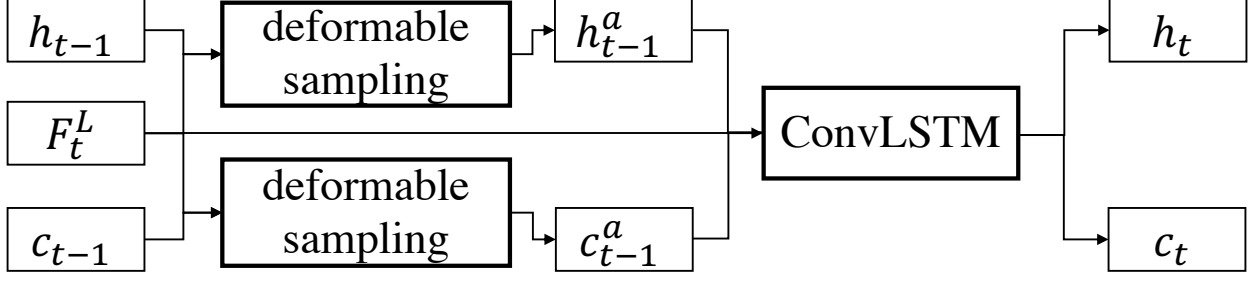 h_{t-1}
deformable
sampling
h^a_{t-1}
h_t
F^L_t
ConvLSTM
c_{t-1}
deformable
sampling
c^a_{t-1}
c_t